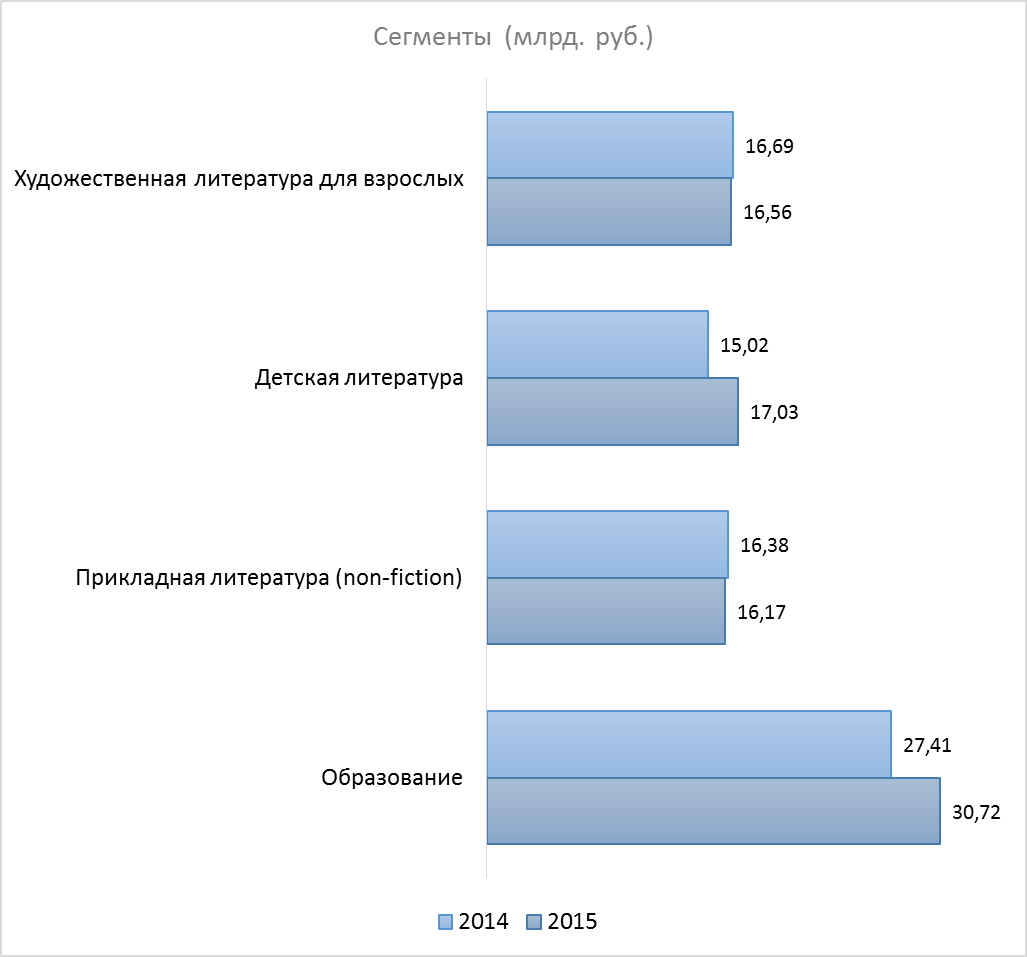 Сегменты (млрд. руб.)
Художественная литература для взрослых
16,69
16,56
Детская литература
15,02
17,03
Прикладная литература (non-fiction)
16,38
16,17
Образование
27,41
30,72
2014 2015